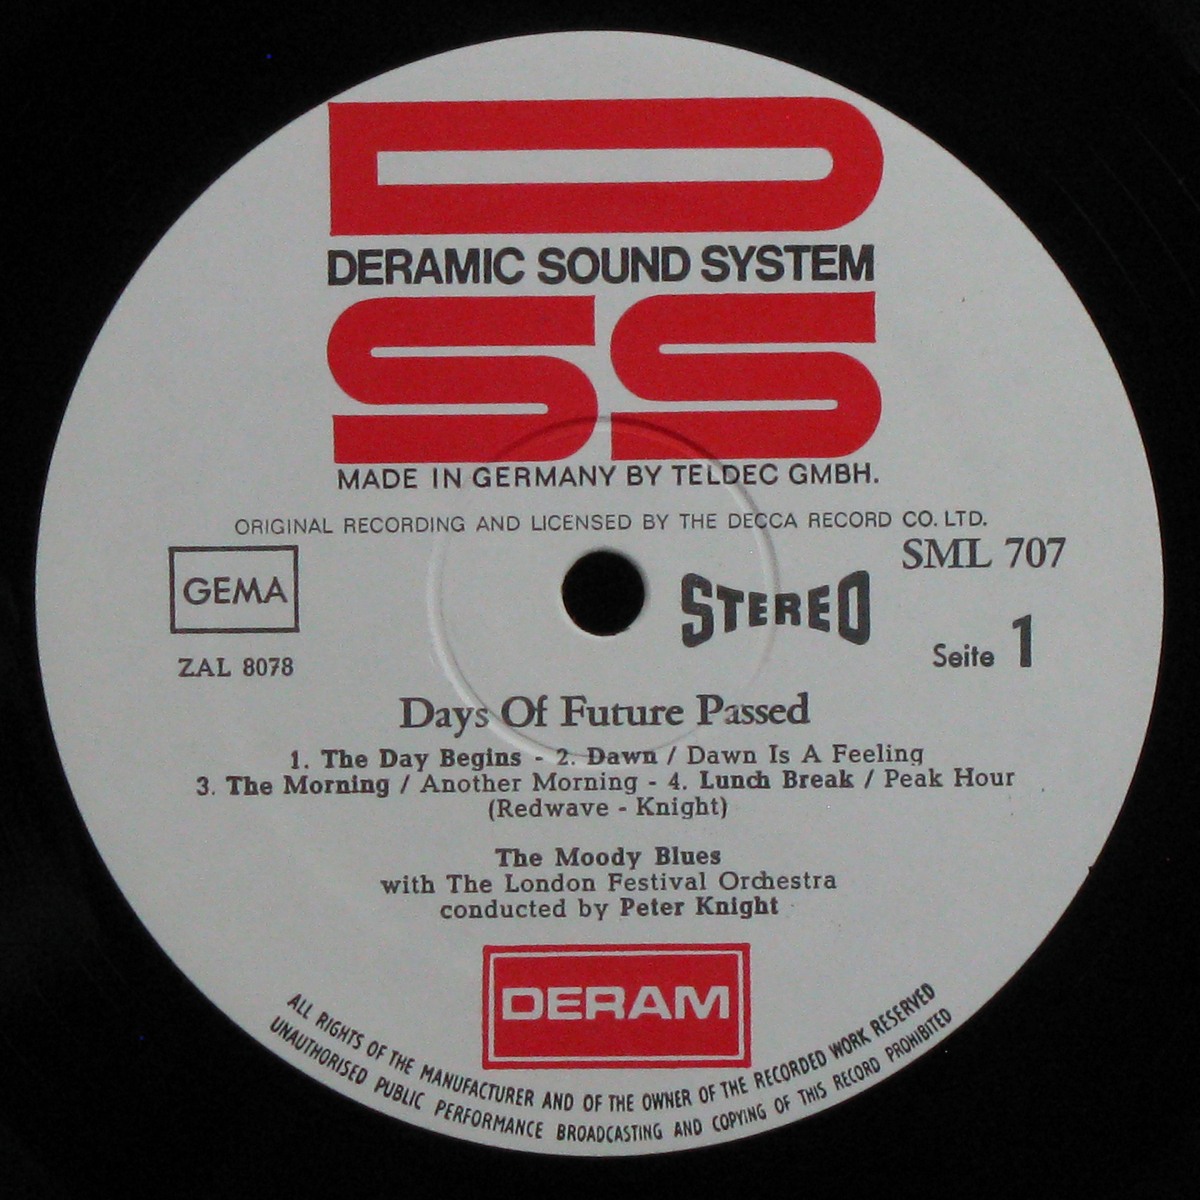 D
DERAMIC SOUND SYSTEM
SS
MADE IN GERMANY BY TELDEC GMBH.
ORIGINAL RECORDING AND LICENSED BY THE DECCA RECORD CO. LTD.
SML 707
GEMA
STEREO
ZAL 8078
Seite 1
Days Of Future Passed
1. The Day Begins - 2. Dawn / Dawn Is A Feeling
3. The Morning / Another Morning - 4. Lunch Break / Peak Hour
(Redwave - Knight)
The Moody Blues
with The London Festival Orchestra
conducted by Peter Knight
DERAM
ALL RIGHTS OF THE MANUFACTURER AND OF THE OWNER OF THE RECORDED WORK RESERVED
UNAUTHORISED PUBLIC PERFORMANCE BROADCASTING AND COPYING OF THIS RECORD PROHIBITED